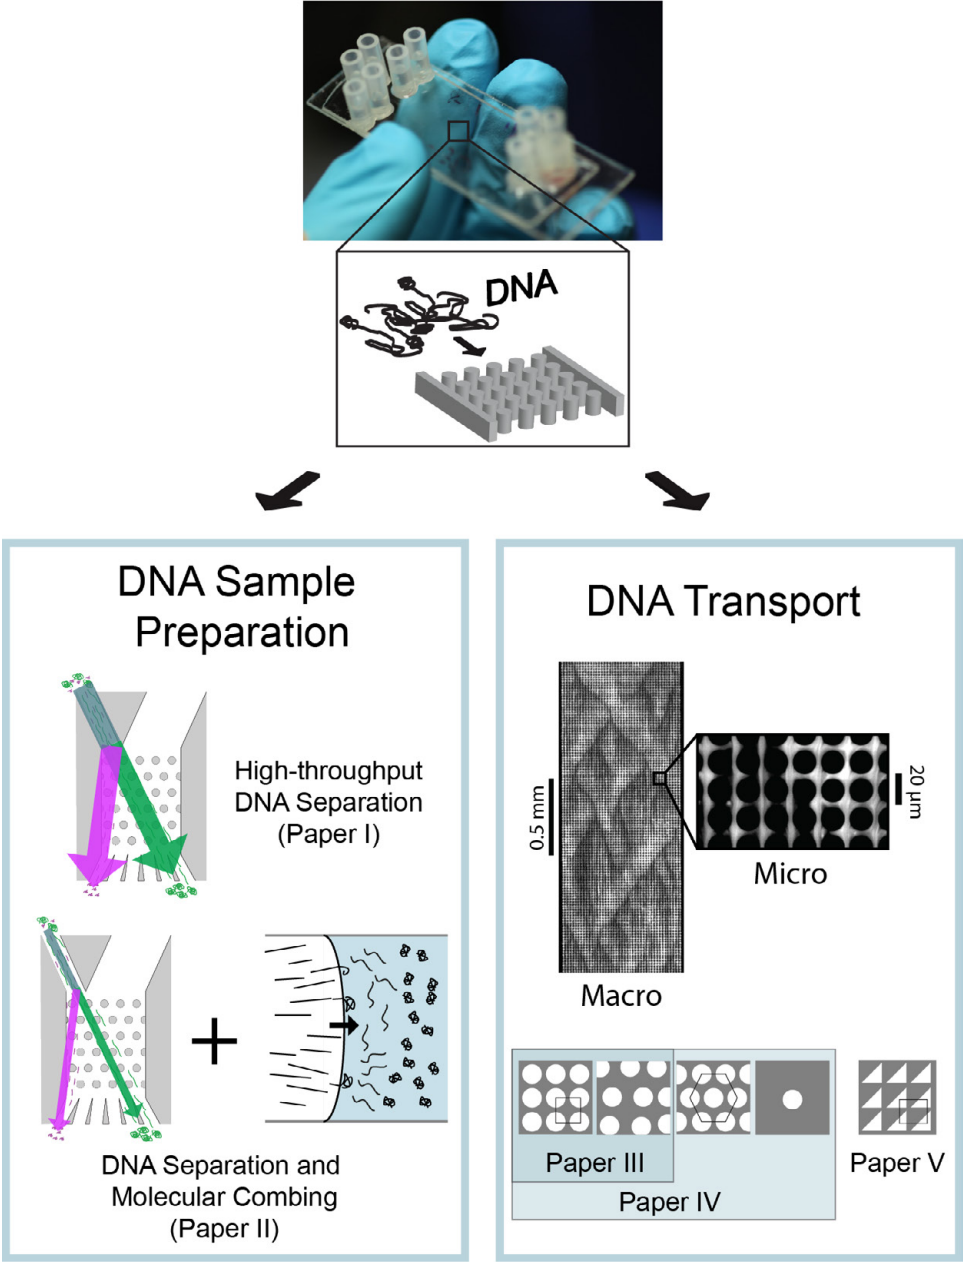 DNA
DNA Sample
Preparation
High-throughput
DNA Separation
(Paper I)
DNA Separation and
Molecular Combing
(Paper II)
DNA Transport
0.5 mm
20 µm
Micro
Macro
Paper III
Paper IV
Paper V